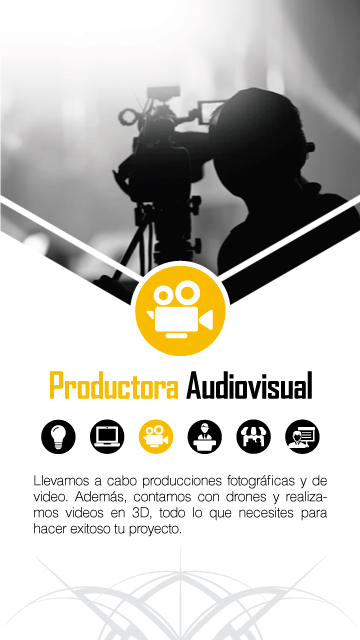 Productora Audiovisual
Llevamos a cabo producciones fotográficas y de
video. Además, contamos con drones y realiza-
mos videos en 3D, todo lo que necesites para
hacer exitoso tu proyecto.